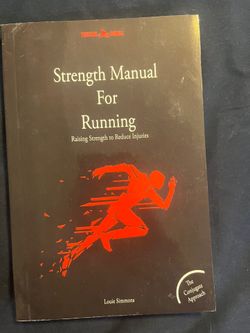 Strength Manual
For
Running
Raising Strength to Reduce Injuries
Louie Simmons
The
Conjugate
Approach